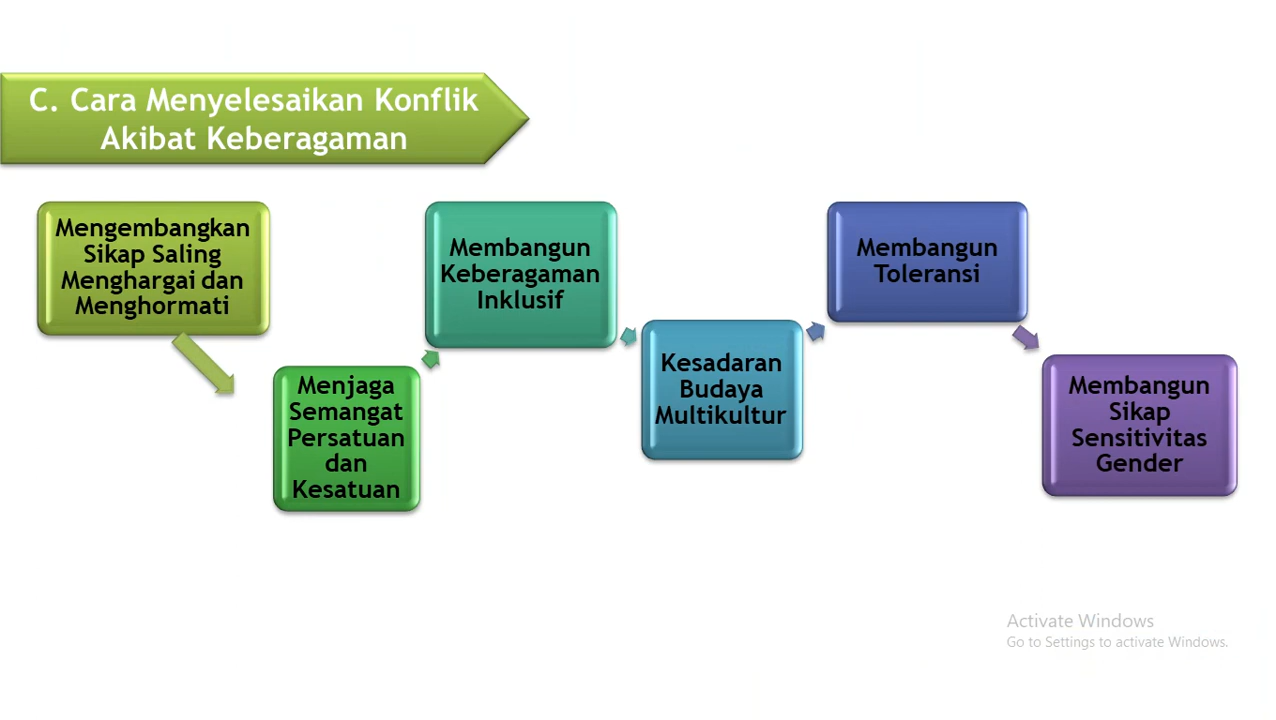 C. Cara Menyelesaikan Konflik
Akibat Keberagaman
Mengembangkan
Sikap Saling
Menghargai dan
Menghormati
Menjaga
Semangat
Persatuan
dan
Kesatuan
Membangun
Keberagaman
Inklusif
Kesadaran
Budaya
Multikultur
Membangun
Toleransi
Membangun
Sikap
Sensitivitas
Gender
Activate Windows
Go to Settings to activate Windows.